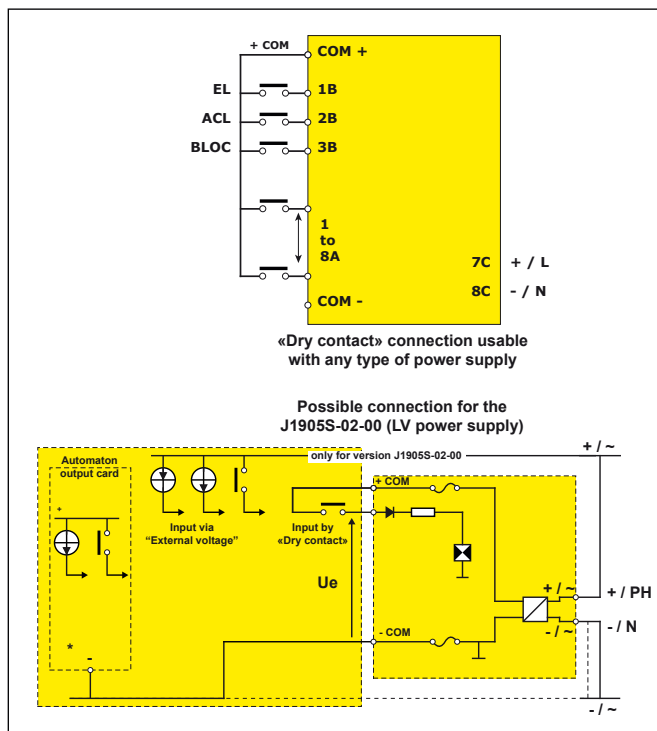 + COM
COM +
EL
1B
ACL
2B
BLOC
3B
1
to
8A
7C + / L
8C - / N
COM -
«Dry contact» connection usable
with any type of power supply
Possible connection for the
J1905S-02-00 (LV power supply)
+ / ~
only for version J1905S-02-00
Automaton
output card
+
+ COM
Input via
“External voltage”
Input by
«Dry contact»
Ue
+ / ~
+ / PH
- / ~
- / N
- COM
*
-
- / ~